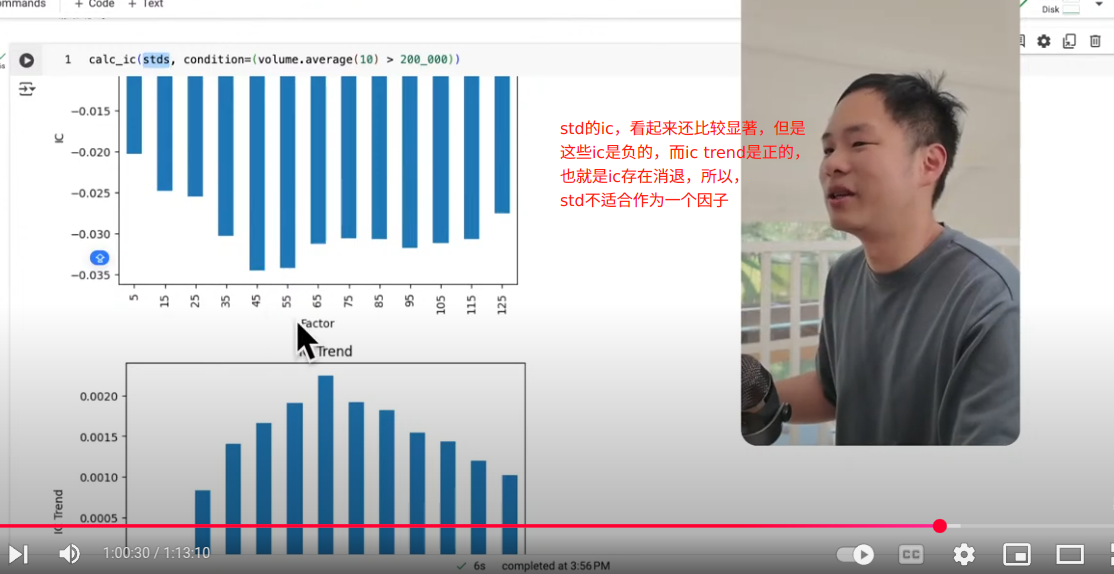 + Code + Text
Disk
1 calc_ic(stds, condition=(volume.average(10) > 200_000))
std的ic，看起来还比较显著，但是
这些ic是负的，而ic trend是正的，
也就是ic存在消退，所以，
std不适合作为一个因子
IC
−0.015
−0.020
−0.025
−0.030
−0.035
5 15 25 35 45 55 65 75 85 95 105 115 125
Factor
Trend
IC Trend
0.0020
0.0015
0.0010
0.0005
1:00:30 / 1:13:10
CC
6s completed at 3:56 PM